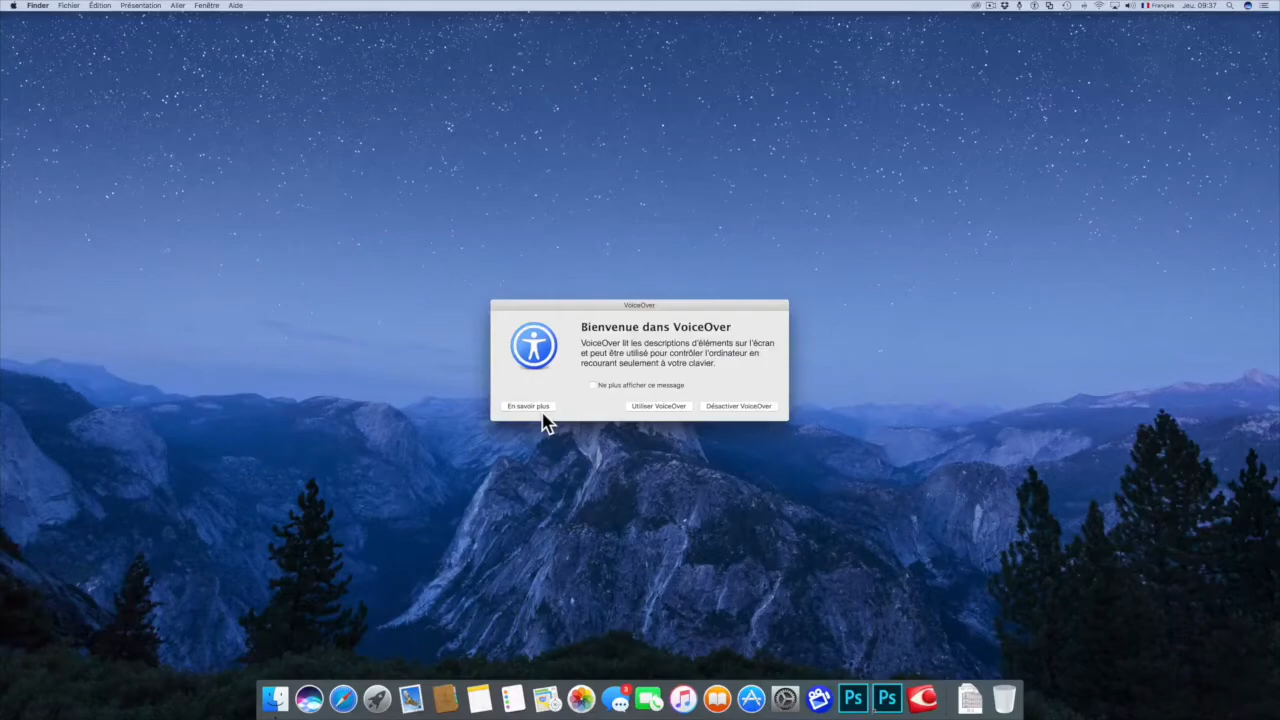 Finder Fichier Édition Présentation Aller Fenêtre Aide Français Jeu. 09:37
VoiceOver
Bienvenue dans VoiceOver
VoiceOver lit les descriptions d'éléments sur l'écran
et peut être utilisé pour contrôler l'ordinateur en
recourant seulement à votre clavier.
Ne plus afficher ce message
En savoir plus Utiliser VoiceOver Désactiver VoiceOver
3
Ps Ps